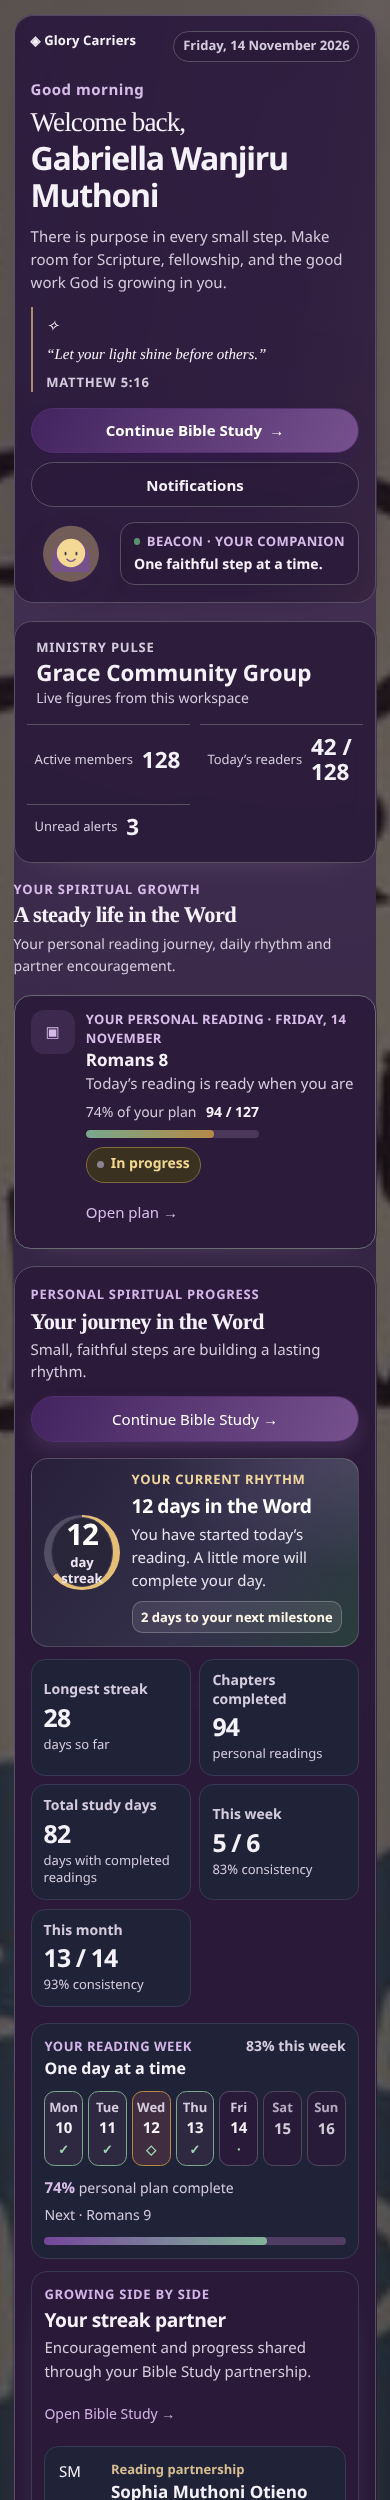 ◈ Glory Carriers
Friday, 14 November 2026
Good morning
Welcome back,
Gabriella Wanjiru
Muthoni
There is purpose in every small step. Make
room for Scripture, fellowship, and the good
work God is growing in you.
✧
“Let your light shine before others.”
MATTHEW 5:16
Continue Bible Study →
Notifications
BEACON · YOUR COMPANION
One faithful step at a time.
MINISTRY PULSE
Grace Community Group
Live figures from this workspace
Active members 128
Today’s readers 42 /
128
Unread alerts 3
YOUR SPIRITUAL GROWTH
A steady life in the Word
Your personal reading journey, daily rhythm and
partner encouragement.
▣
YOUR PERSONAL READING · FRIDAY, 14
NOVEMBER
Romans 8
Today’s reading is ready when you are
74% of your plan 94 / 127
In progress
Open plan →
PERSONAL SPIRITUAL PROGRESS
Your journey in the Word
Small, faithful steps are building a lasting
rhythm.
Continue Bible Study →
12
day
streak
YOUR CURRENT RHYTHM
12 days in the Word
You have started today’s
reading. A little more will
complete your day.
2 days to your next milestone
Longest streak
28
days so far
Chapters
completed
94
personal readings
Total study days
82
days with completed
readings
This week
5 / 6
83% consistency
This month
13 / 14
93% consistency
YOUR READING WEEK
83% this week
One day at a time
Mon Tue Wed Thu Fri Sat Sun
10 11 12 13 14 15 16
✓ ✓ ◇ ✓ ·
74% personal plan complete
Next · Romans 9
GROWING SIDE BY SIDE
Your streak partner
Encouragement and progress shared
through your Bible Study partnership.
Open Bible Study →
SM
Reading partnership
Sophia Muthoni Otieno